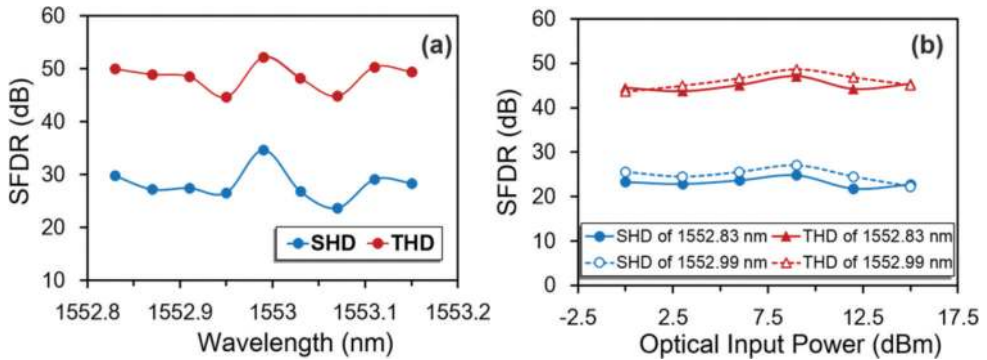 (a)
SFDR (dB)
60
50
40
30
20
10
SHD THD
1552.8 1552.9 1553 1553.1 1553.2
Wavelength (nm)
(b)
SFDR (dB)
60
50
40
30
20
10
0
SHD of 1552.83 nm THD of 1552.83 nm
SHD of 1552.99 nm THD of 1552.99 nm
-2.5 2.5 7.5 12.5 17.5
Optical Input Power (dBm)